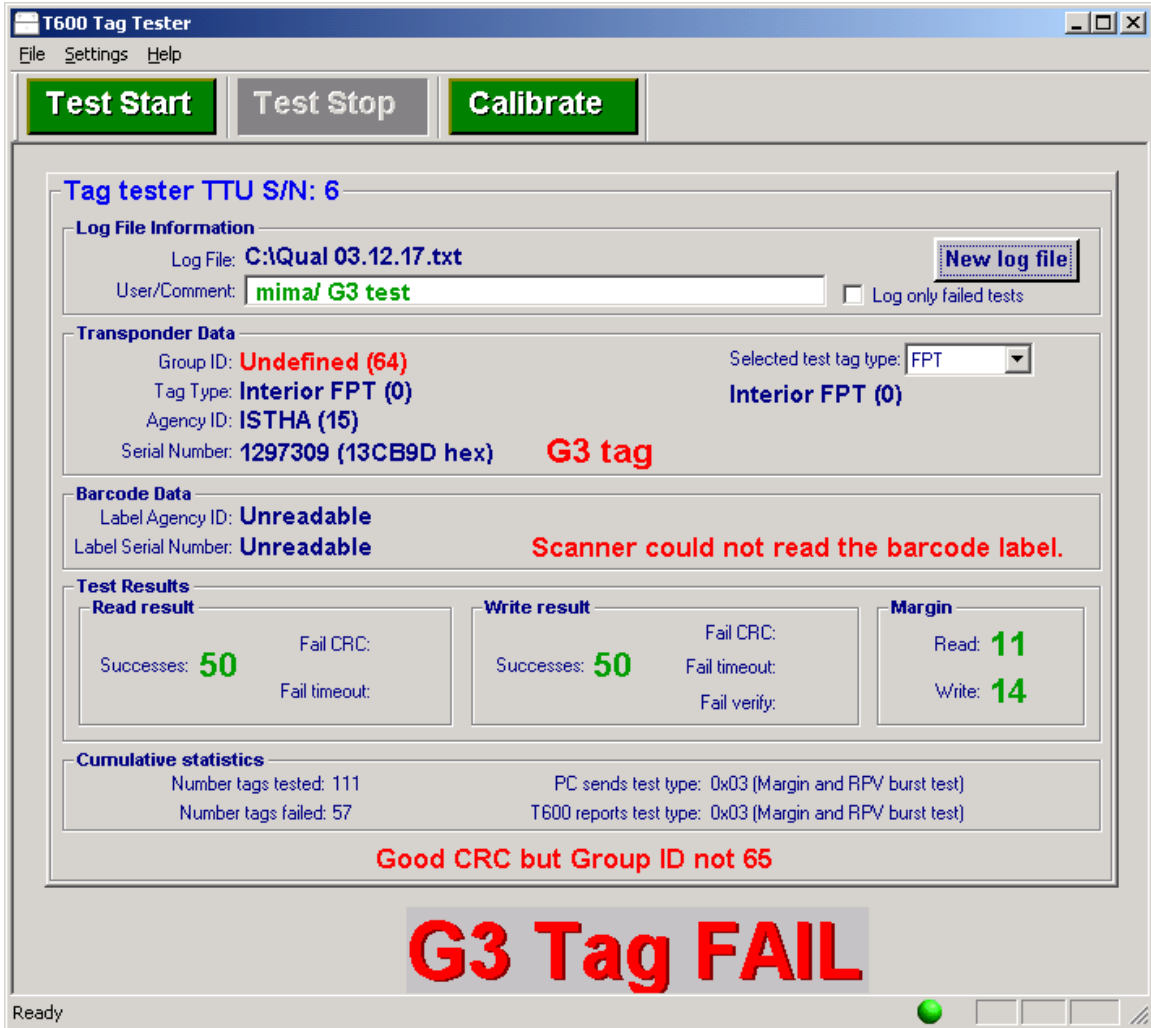 T600 Tag Tester
File Settings Help
Test Start Test Stop Calibrate
Tag tester TTU S/N: 6
Log File Information
Log File: C:\Qual 03.12.17.txt
New log file
User/Comment: mima/ G3 test
Log only failed tests
Transponder Data
Group ID: Undefined (64)
Selected test tag type: FPT
Tag Type: Interior FPT (0)
Interior FPT (0)
Agency ID: ISTHA (15)
Serial Number: 1297309 (13CB9D hex)
G3 tag
Barcode Data
Label Agency ID: Unreadable
Label Serial Number: Unreadable
Scanner could not read the barcode label.
Test Results
Read result
Successes: 50
Fail CRC:
Fail timeout:
Write result
Successes: 50
Fail CRC:
Fail timeout:
Fail verify:
Margin
Read: 11
Write: 14
Cumulative statistics
Number tags tested: 111
PC sends test type: 0x03 (Margin and RPV burst test)
Number tags failed: 57
T600 reports test type: 0x03 (Margin and RPV burst test)
Good CRC but Group ID not 65
G3 Tag FAIL
Ready